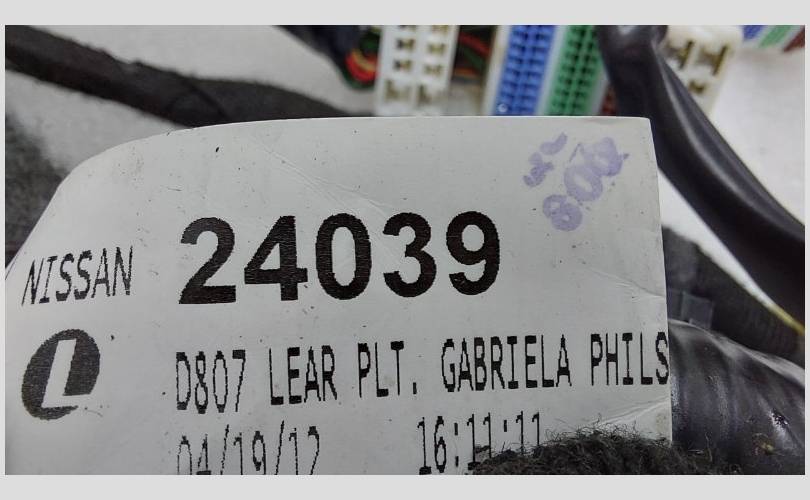 NISSAN 24039
L
D807 LEAR PLT. GABRIELA PHILS
04/19/12 16:11:11